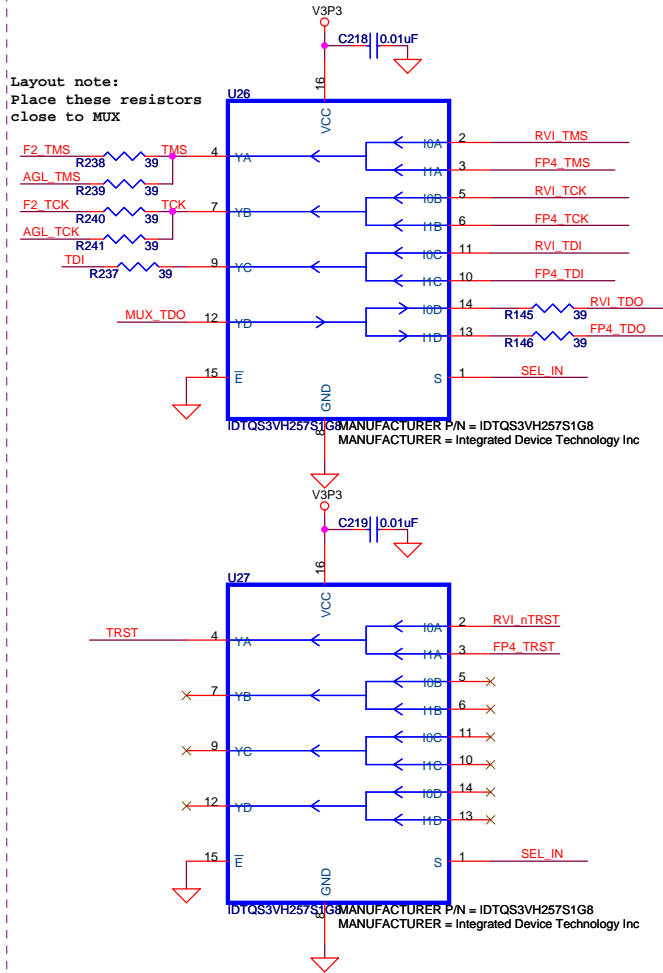 V3P3
C218
0.01uF
Layout note:
Place these resistors
close to MUX
U26
16
VCC
F2_TMS
R238
39
TMS
4
YA
I0A
2
RVI_TMS
AGL_TMS
R239
39
I1A
3
FP4_TMS
F2_TCK
R240
39
TCK
7
YB
I0B
5
RVI_TCK
AGL_TCK
R241
39
I1B
6
FP4_TCK
TDI
R237
39
9
YC
I0C
11
RVI_TDI
I1C
10
FP4_TDI
MUX_TDO
12
YD
I0D
14
R145
39
RVI_TDO
I1D
13
R146
39
FP4_TDO
15
E
S
1
SEL_IN
GND
8
IDTQS3VH257S1G8
MANUFACTURER P/N = IDTQS3VH257S1G8
MANUFACTURER = Integrated Device Technology Inc
V3P3
C219
0.01uF
U27
16
VCC
TRST
4
YA
I0A
2
RVI_nTRST
I1A
3
FP4_TRST
7
YB
I0B
5
I1B
6
9
YC
I0C
11
I1C
10
12
YD
I0D
14
I1D
13
15
E
S
1
SEL_IN
GND
8
IDTQS3VH257S1G8
MANUFACTURER P/N = IDTQS3VH257S1G8
MANUFACTURER = Integrated Device Technology Inc